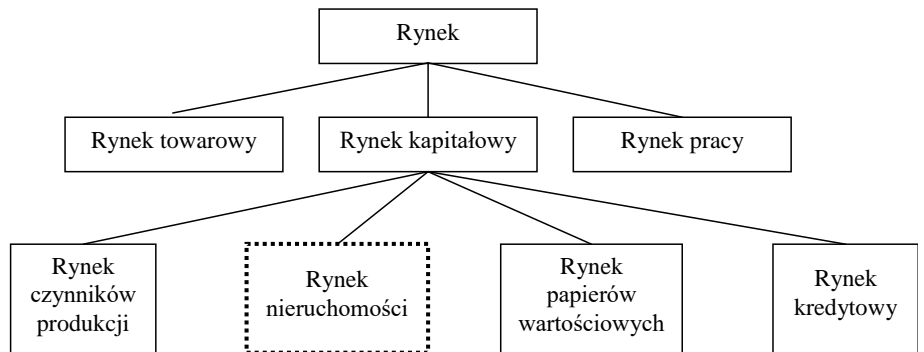 Rynek
Rynek towarowy
Rynek kapitałowy
Rynek pracy
Rynek
czynników
produkcji
Rynek
nieruchomości
Rynek
papierów
wartościowych
Rynek
kredytowy